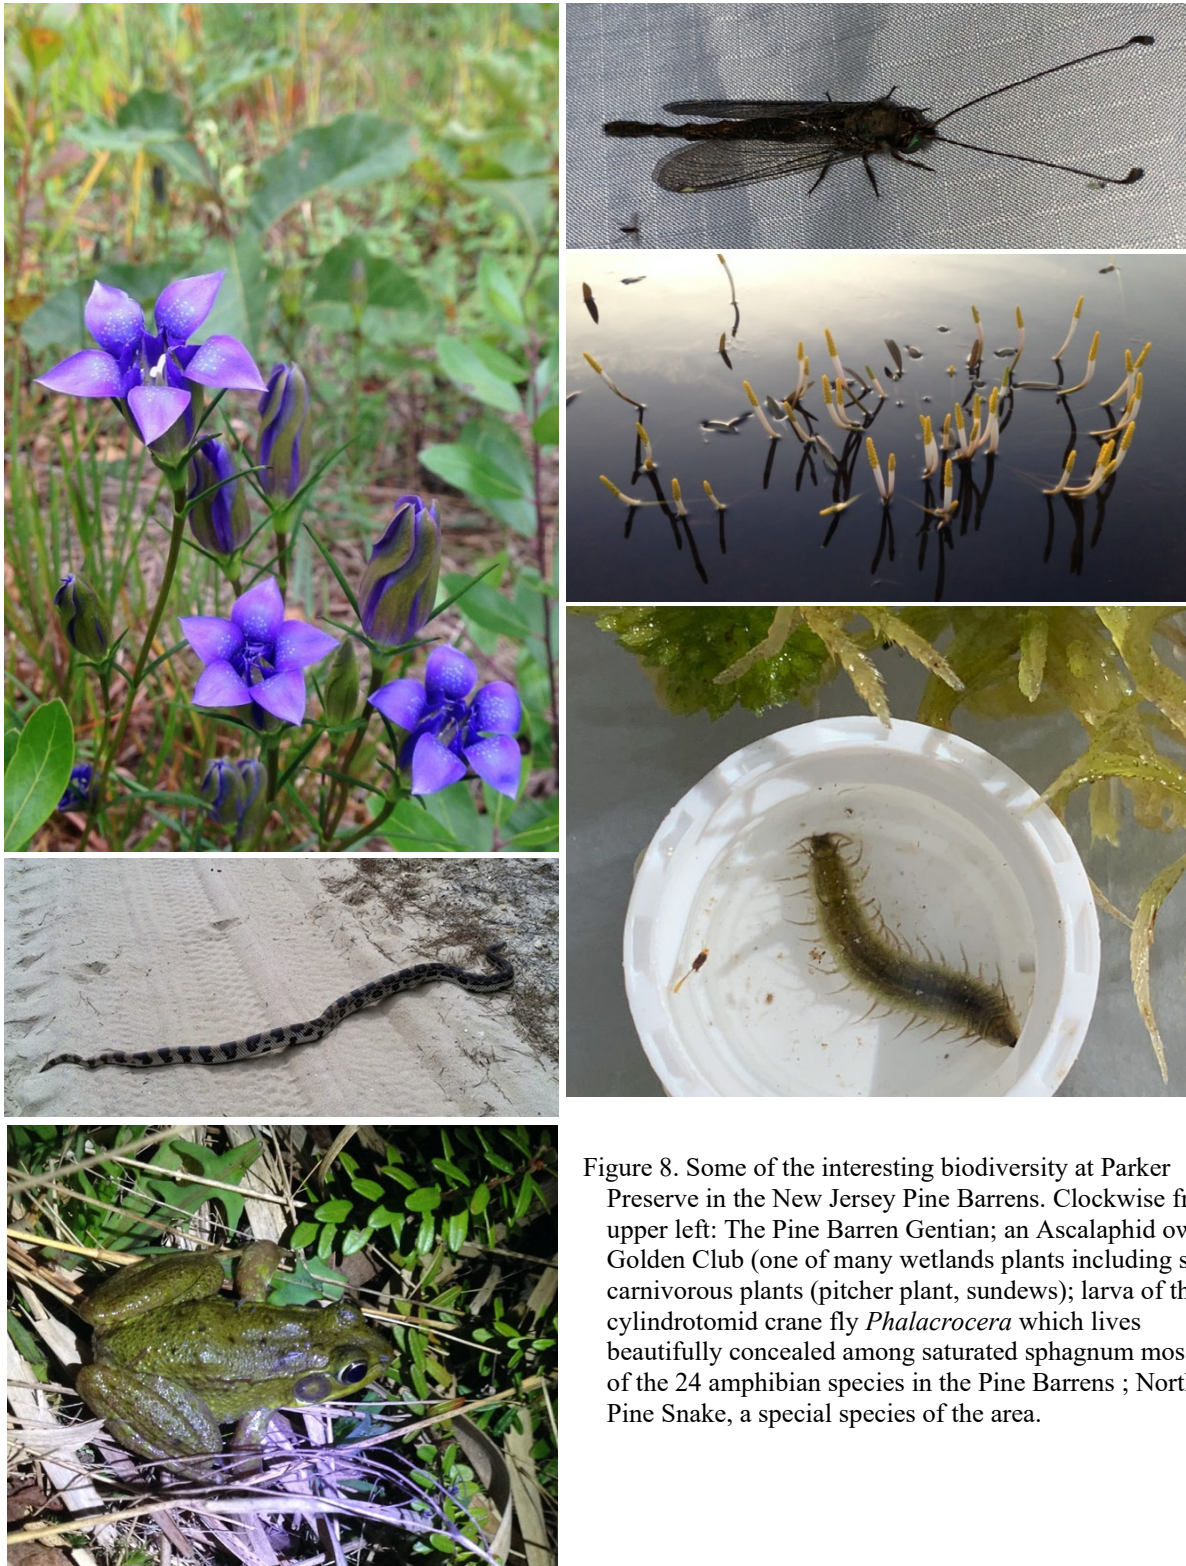 Figure 8. Some of the interesting biodiversity at Parker
Preserve in the New Jersey Pine Barrens. Clockwise
upper left: The Pine Barren Gentian; an Ascalaphid
Golden Club (one of many wetlands plants including
carnivorous plants (pitcher plant, sundews); larva of
cylindrotomid crane fly Phalacrocera which lives
beautifully concealed among saturated sphagnum
of the 24 amphibian species in the Pine Barrens ;
Pine Snake, a special species of the area.